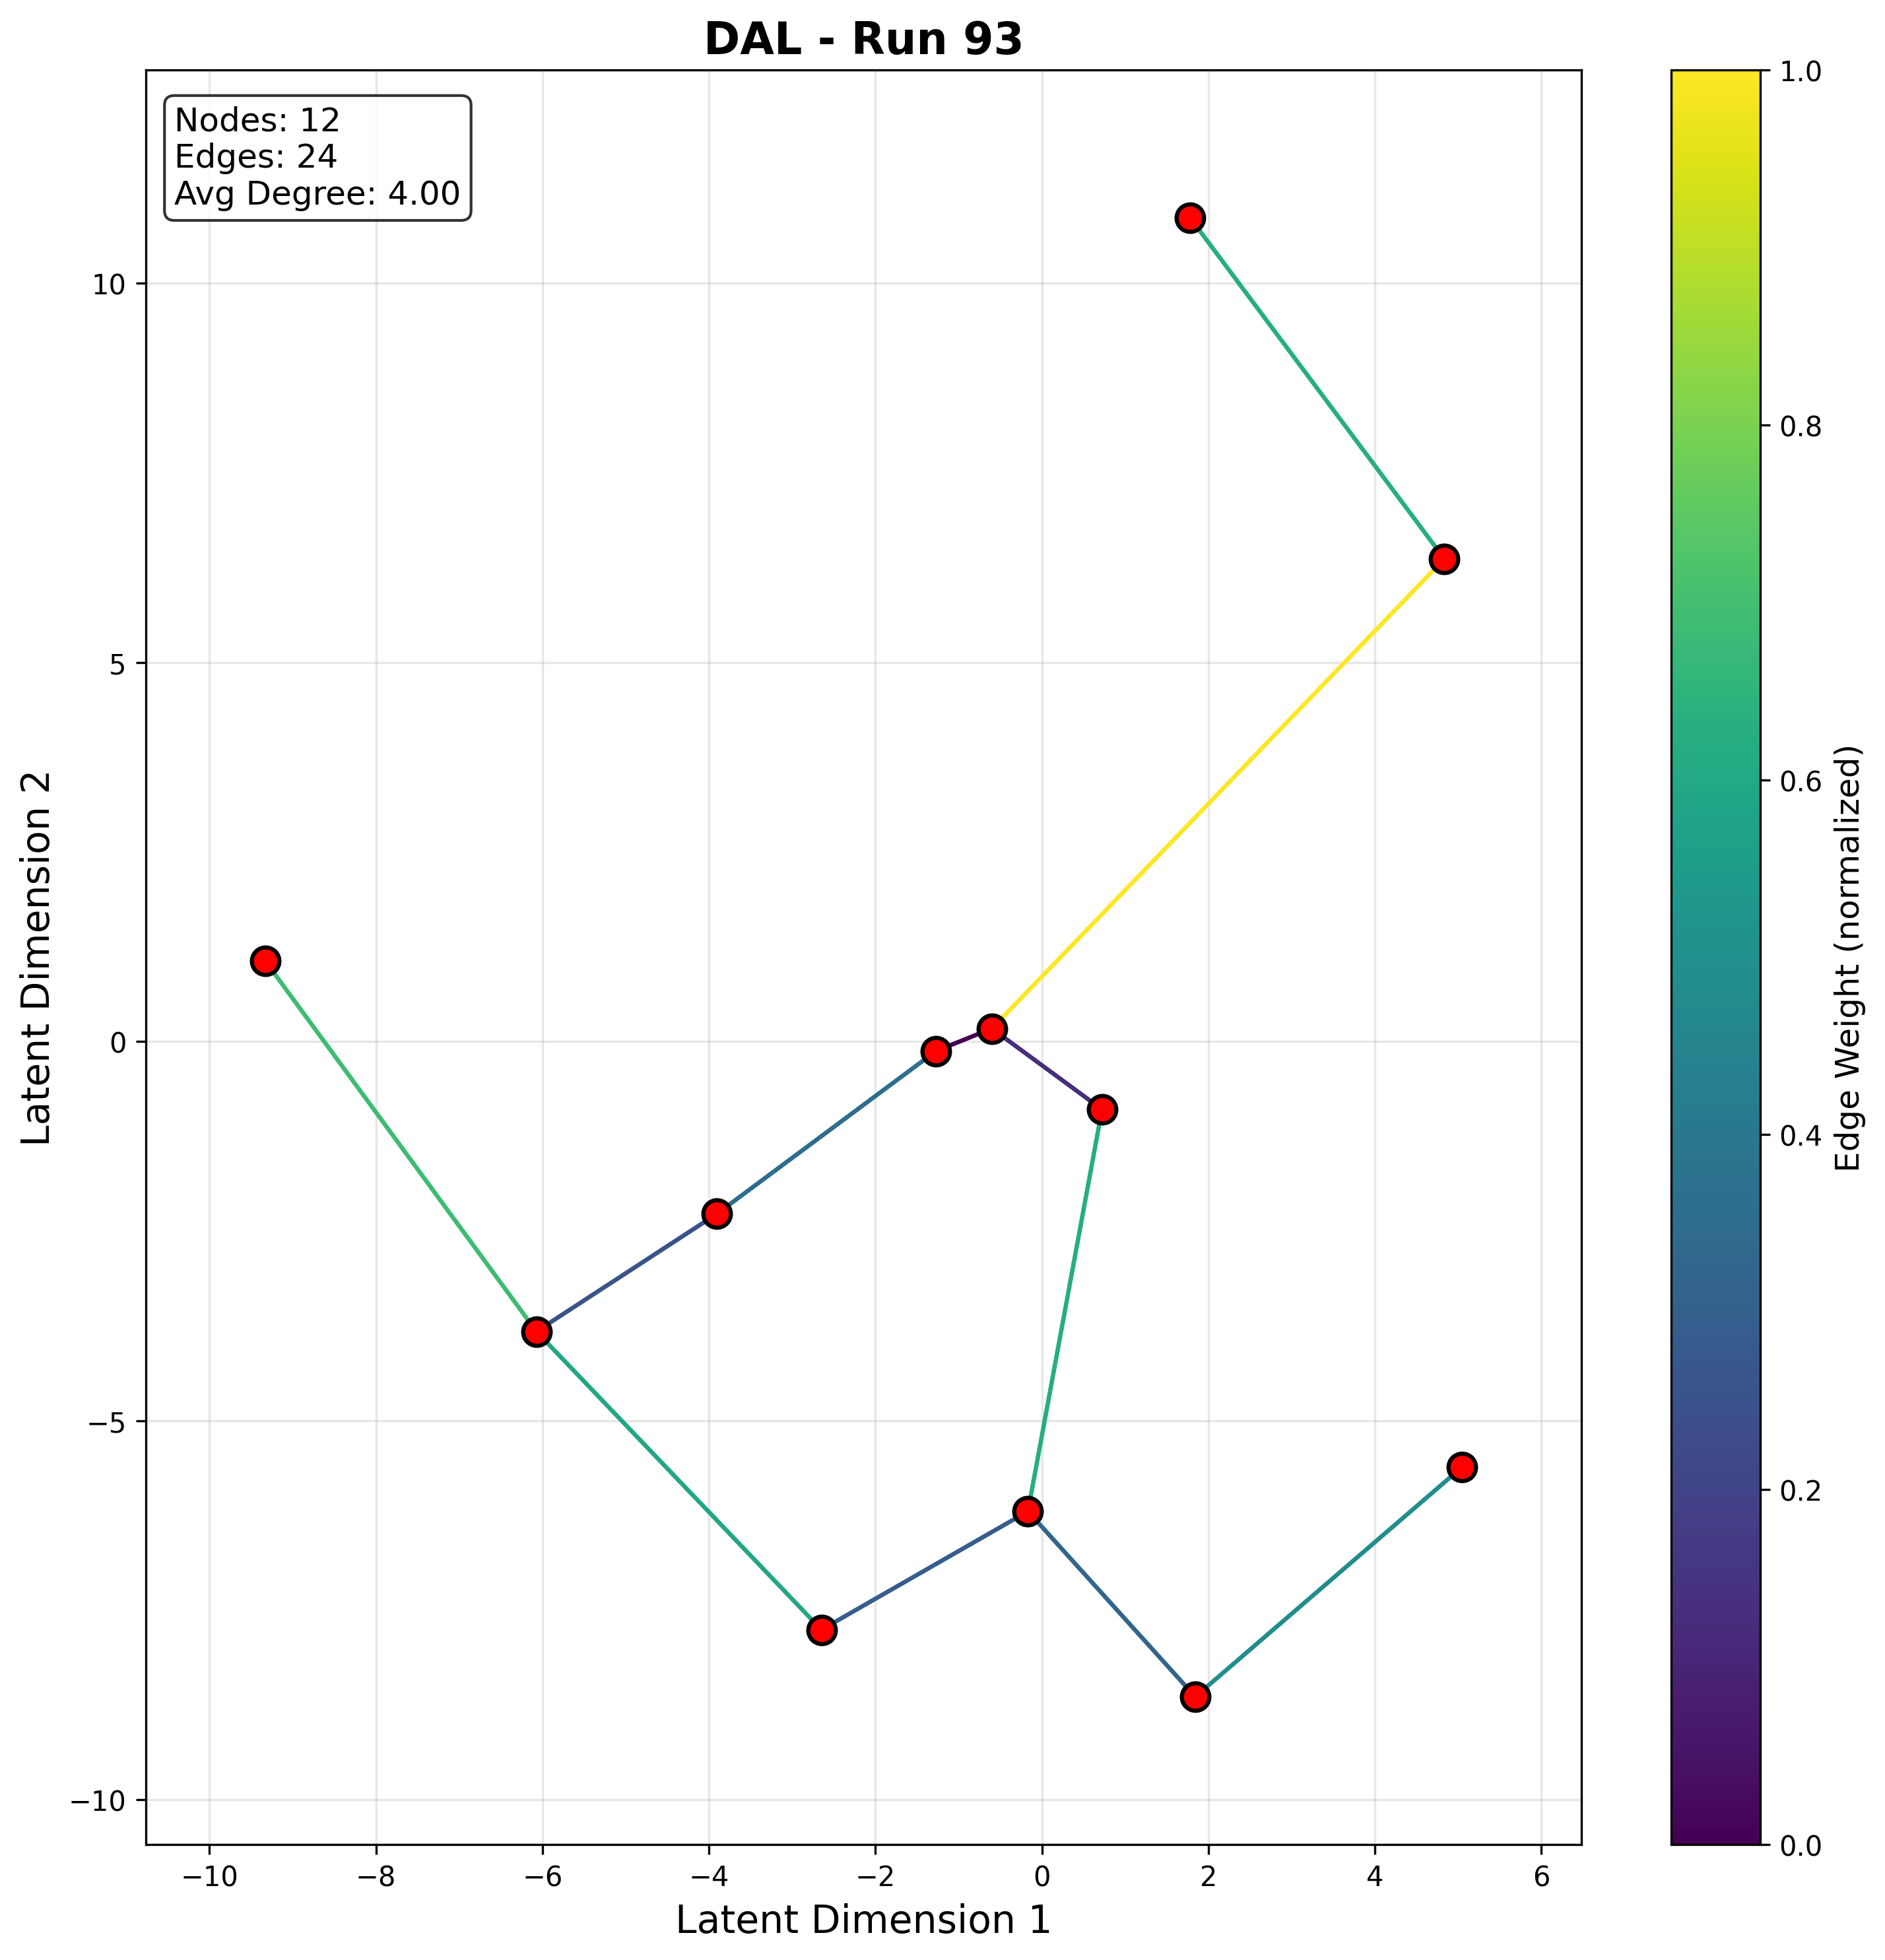 DAL - Run 93
Nodes: 12
Edges: 24
Avg Degree: 4.00
10
5
0
−5
−10
Latent Dimension 2
−10
−8
−6
−4
−2
0
2
4
6
Latent Dimension 1
1.0
0.8
0.6
0.4
0.2
0.0
Edge Weight (normalized)